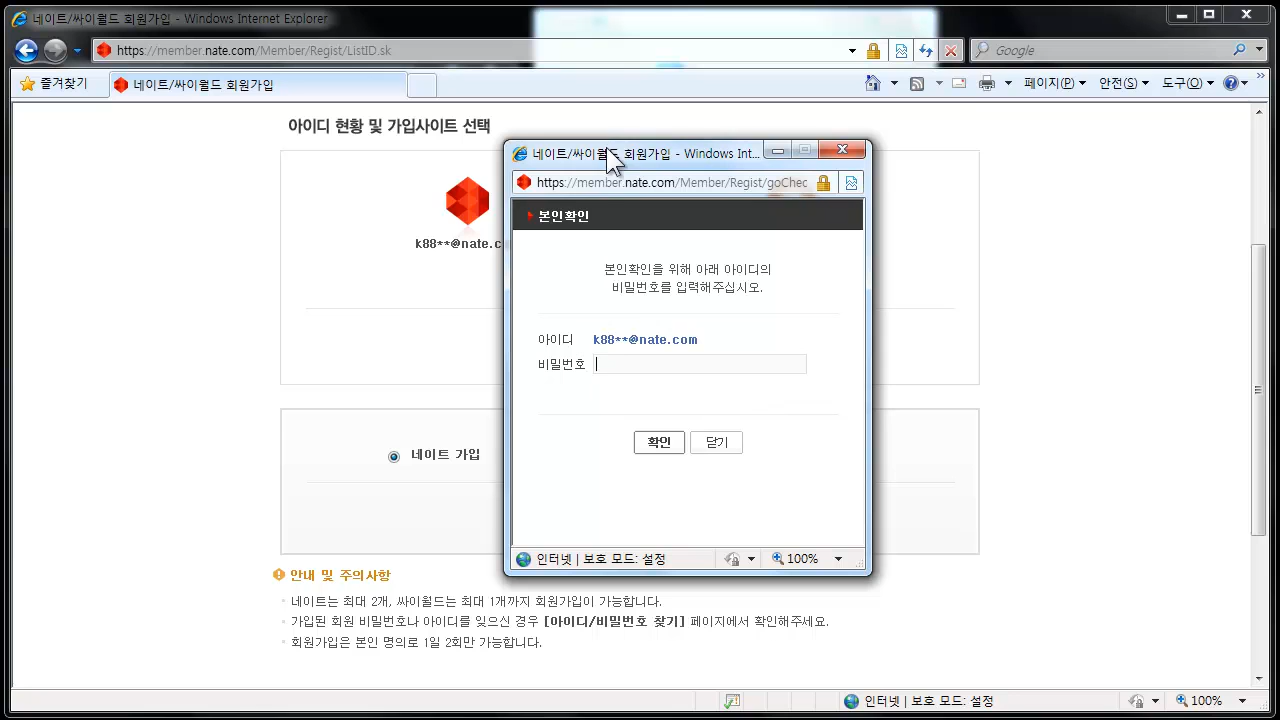 네이트/싸이월드 회원가입 - Windows Internet Explorer
https://member.nate.com/Member/Regist/ListID.sk
Google
즐겨찾기
네이트/싸이월드 회원가입
페이지(P)
안전(S)
도구(O)
아이디 현황 및 가입사이트 선택
k88**@nate.c
네이트/싸이월드 회원가입 - Windows Int...
https://member.nate.com/Member/Regist/goChec
본인확인
본인확인을 위해 아래 아이디의
비밀번호를 입력해주십시오.
아이디 k88**@nate.com
비밀번호
확인 닫기
인터넷 | 보호 모드: 설정 100%
네이트 가입
안내 및 주의사항
네이트는 최대 2개, 싸이월드는 최대 1개까지 회원가입이 가능합니다.
가입된 회원 비밀번호나 아이디를 잊으신 경우 [아이디/비밀번호 찾기] 페이지에서 확인해주세요.
회원가입은 본인 명의로 1일 2회만 가능합니다.
인터넷 | 보호 모드: 설정 100%